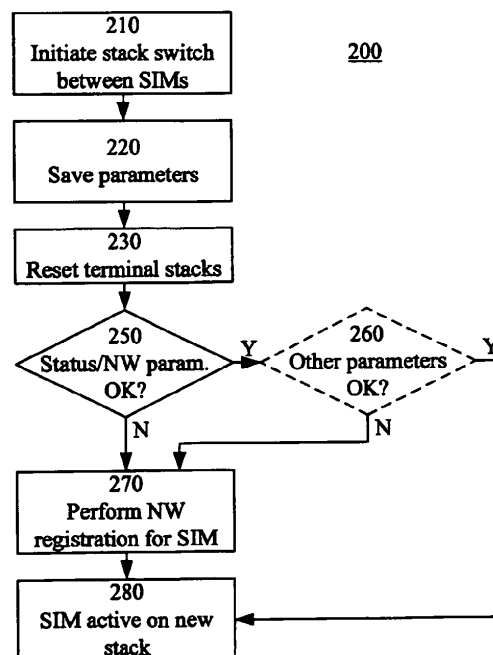 210
Initiate stack switch
between SIMs
200
220
Save parameters
230
Reset terminal stacks
250
Status/NW param.
OK?
Y
260
Other parameters
OK?
Y
N
N
270
Perform NW
registration for SIM
280
SIM active on new
stack